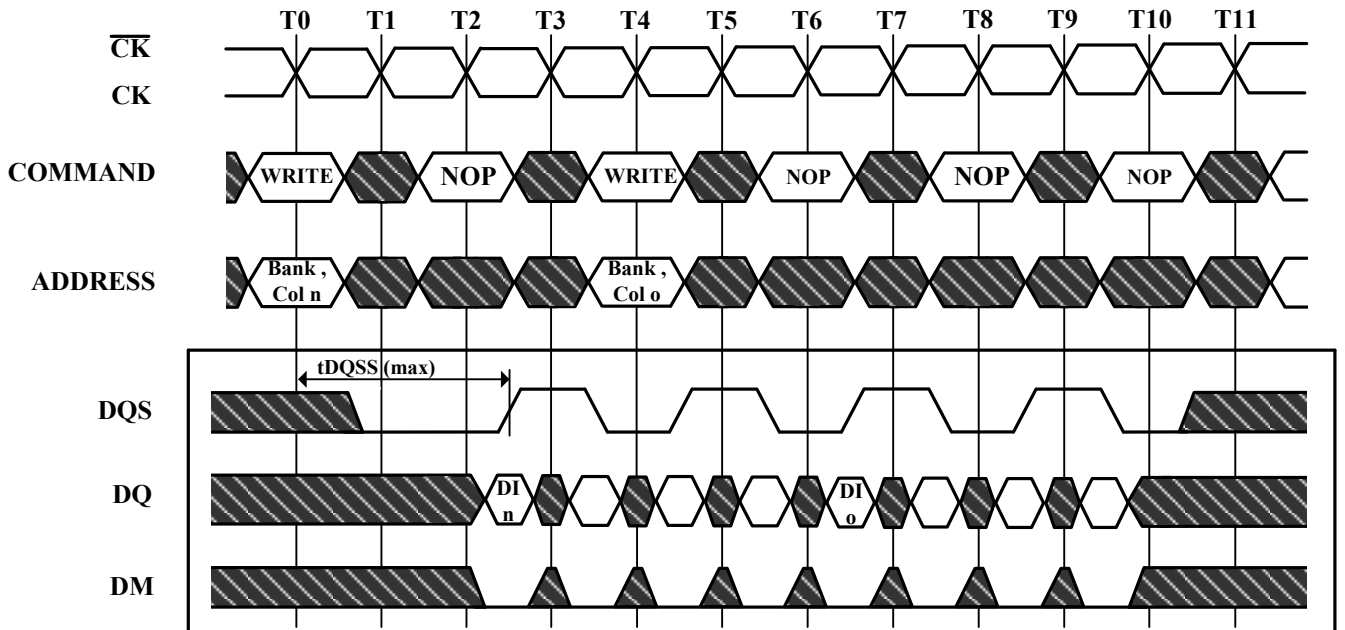 T0 T1 T2 T3 T4 T5 T6 T7 T8 T9 T10 T11
CK
CK
COMMAND WRITE NOP WRITE NOP NOP NOP
ADDRESS Bank , Bank ,
Col n Col o
tDQSS (max)
DQS
DQ DI DI
n o
DM